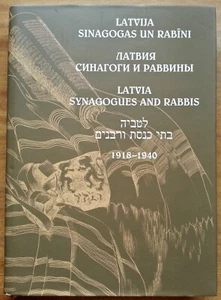 LATVIJA
SINAGOGAS UN RABĪNI
ЛАТВИЯ
СИНАГОГИ И РАВВИНЫ
LATVIA
SYNAGOGUES AND RABBIS
לטביה
בתי כנסת ורבנים
1918–1940